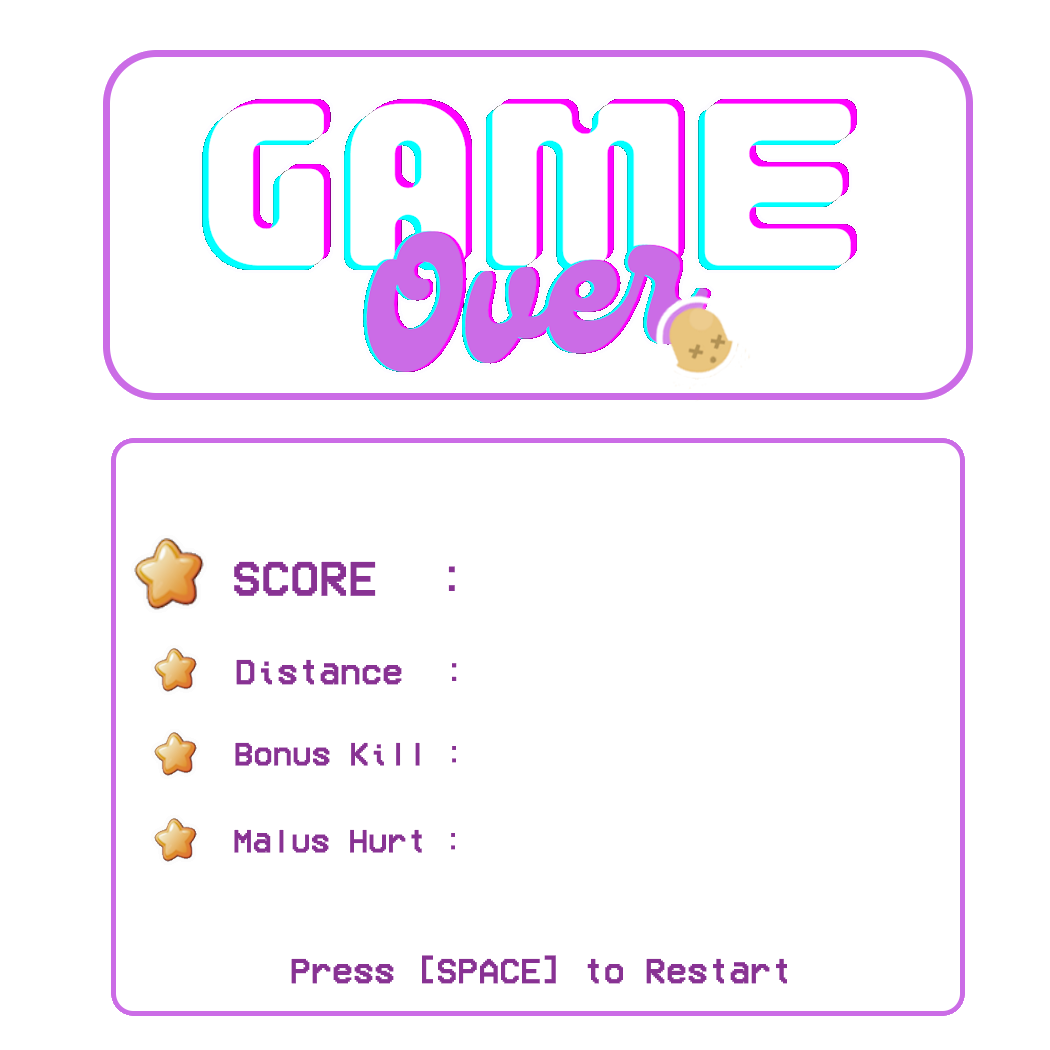 GAME
Over
SCORE :
Distance :
Bonus Kill :
Malus Hurt :
Press [SPACE] to Restart